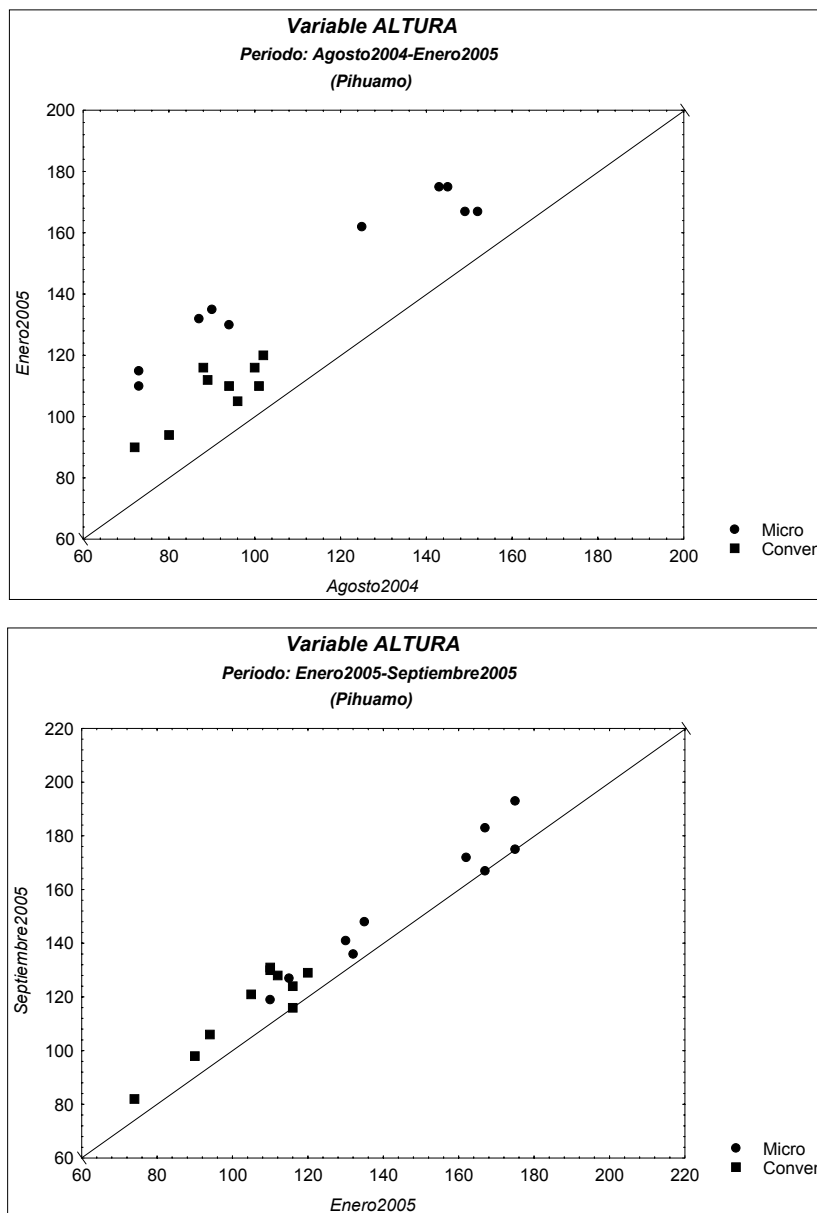 Variable ALTURA
Periodo: Agosto2004-Enero2005
(Pihuamo)
200
180
160
140
120
100
80
60
Enero2005
60 80 100 120 140 160 180 200
Agosto2004
Micro
Conver
Variable ALTURA
Periodo: Enero2005-Septiembre2005
(Pihuamo)
220
200
180
160
140
120
100
80
60
Septiembre2005
60 80 100 120 140 160 180 200 220
Enero2005
Micro
Conver